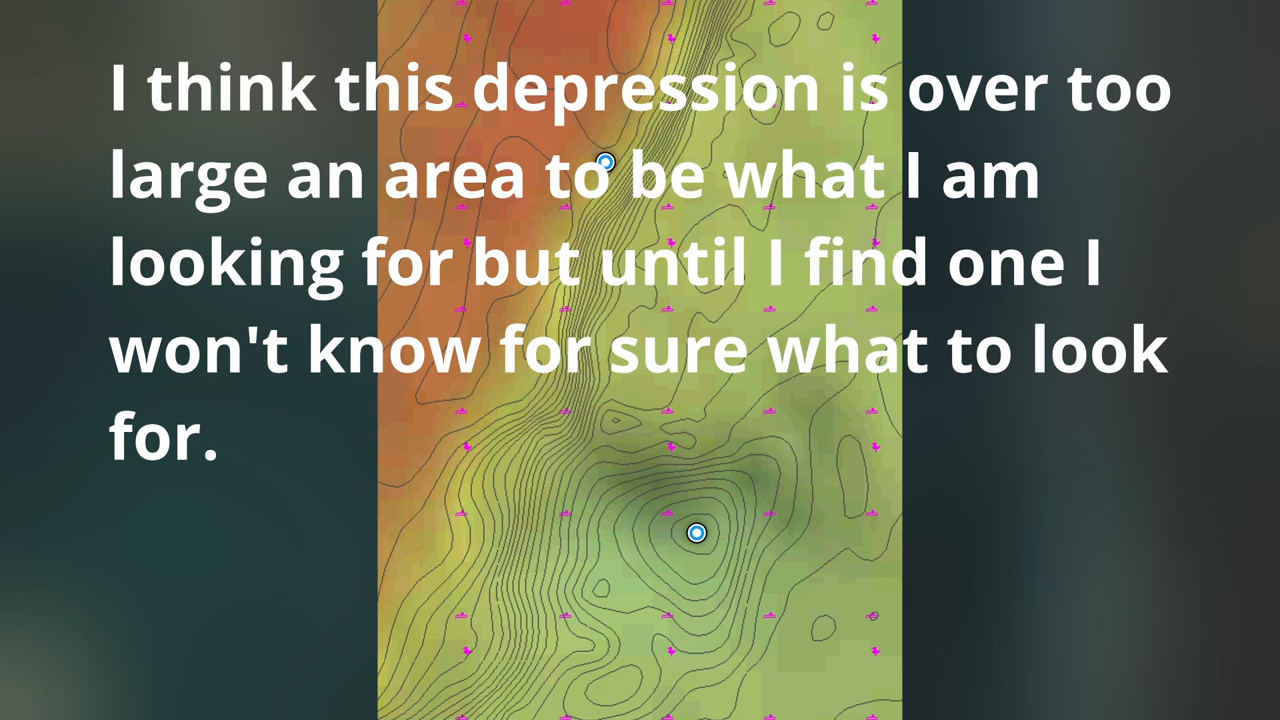 I think this depression is over too
large an area to be what I am
looking for but until I find one I
won't know for sure what to look
for.